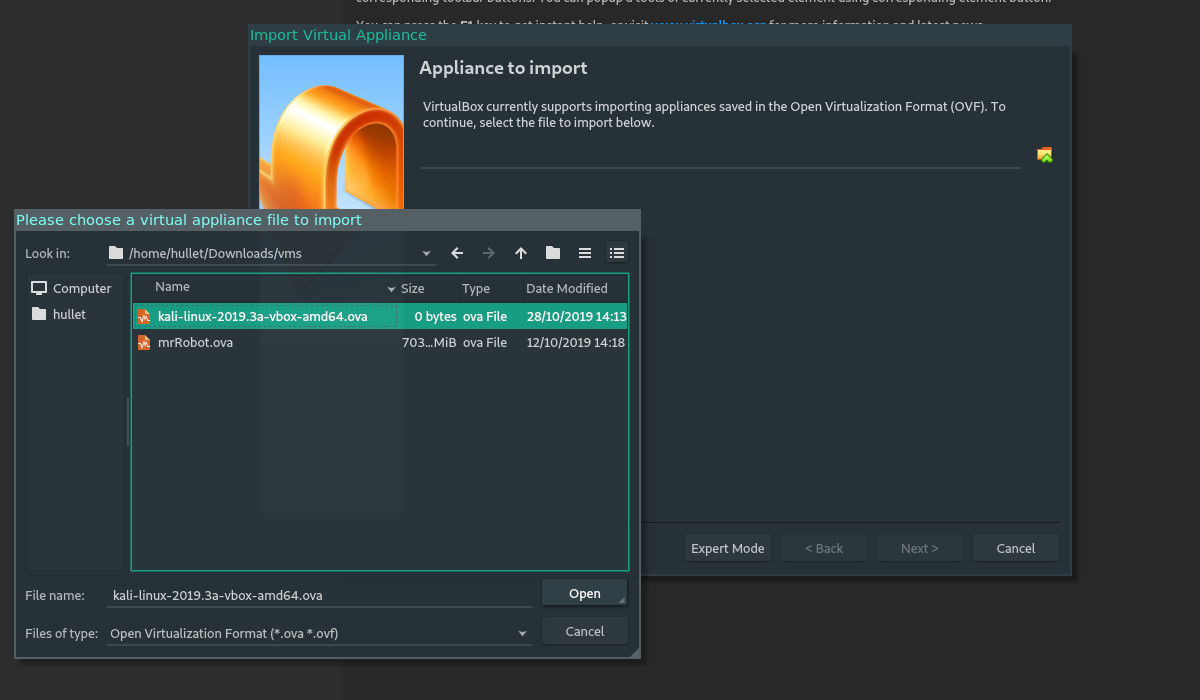 corresponding toolbar buttons. You can popup a tools of currently selected element using corresponding element button.
You can press the F1 key to get instant help, or visit www.virtualbox.org for more information and latest news.
Import Virtual Appliance
Appliance to import
VirtualBox currently supports importing appliances saved in the Open Virtualization Format (OVF). To
continue, select the file to import below.
Please choose a virtual appliance file to import
Look in: /home/hullet/Downloads/vms
Computer
hullet
Name Size Type Date Modified
kali-linux-2019.3a-vbox-amd64.ova 0 bytes ova File 28/10/2019 14:13
mrRobot.ova 703...MiB ova File 12/10/2019 14:18
File name: kali-linux-2019.3a-vbox-amd64.ova Open
Files of type: Open Virtualization Format (*.ova *.ovf) Cancel
Expert Mode < Back Next > Cancel